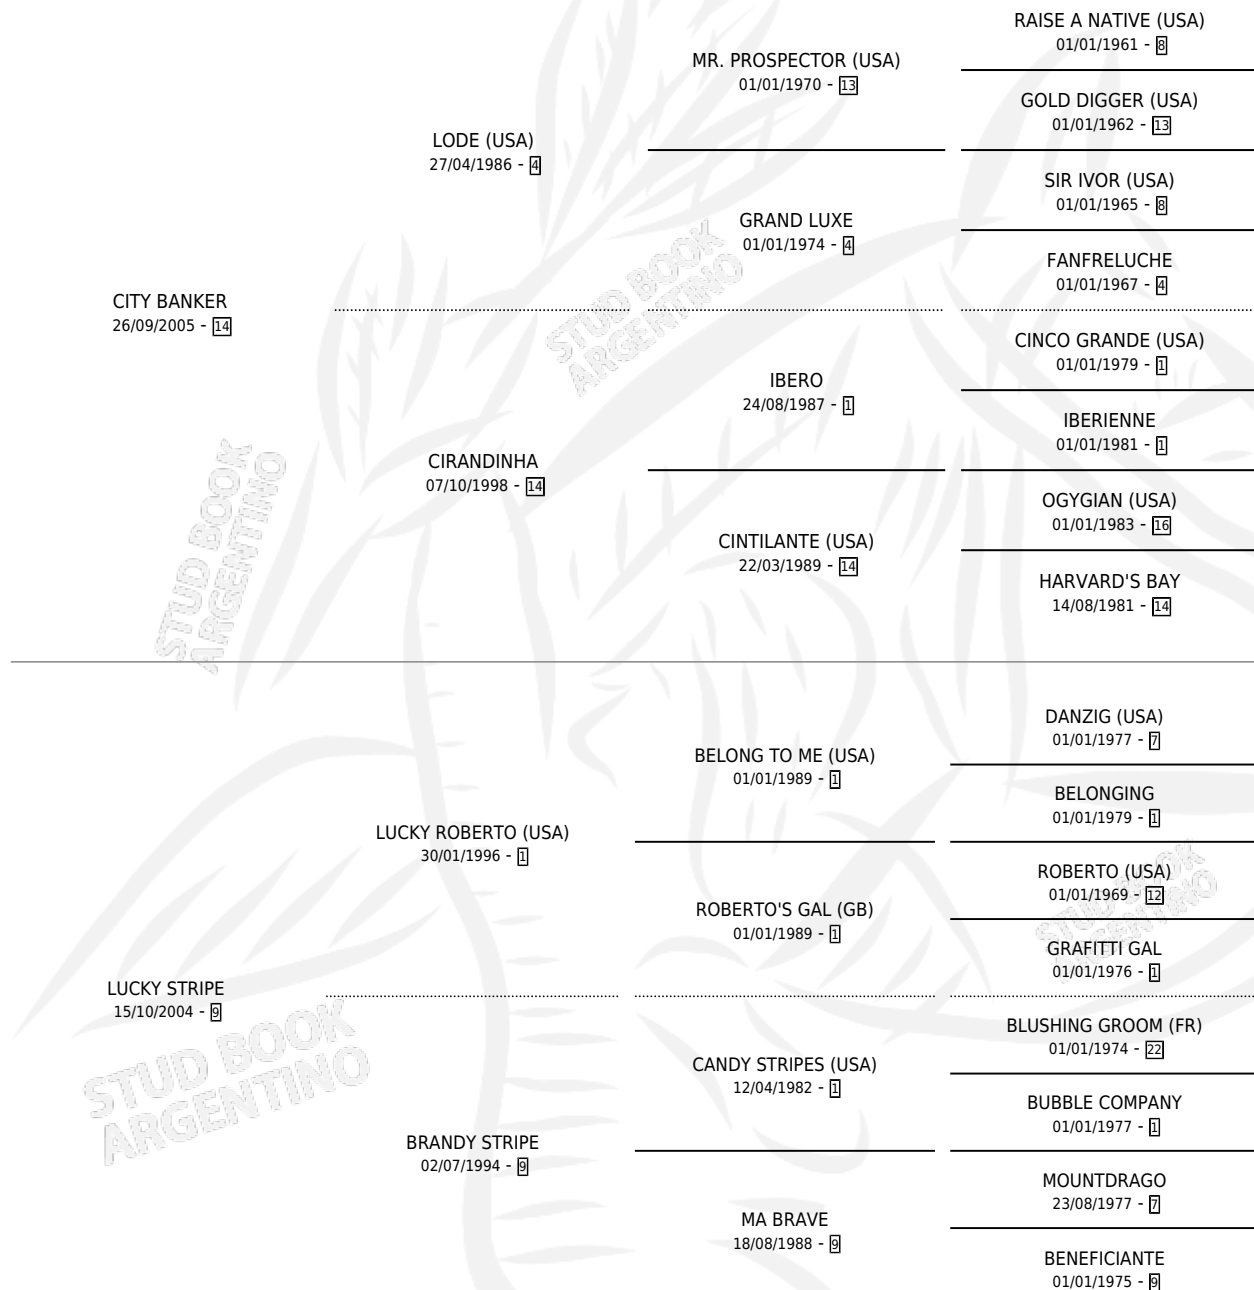 RAISE A NATIVE (USA)
01/01/1961 - 8
MR. PROSPECTOR (USA)
01/01/1970 - 13
GOLD DIGGER (USA)
01/01/1962 - 13
LODE (USA)
27/04/1986 - 4
SIR IVOR (USA)
01/01/1965 - 8
GRAND LUXE
01/01/1974 - 4
FANFRELUCHE
01/01/1967 - 4
CITY BANKER
26/09/2005 - 14
STUD BOOK
ARGENTINO
CINCO GRANDE (USA)
01/01/1979 - 1
IBERO
24/08/1987 - 1
IBERIENNE
01/01/1981 - 1
CIRANDINHA
07/10/1998 - 14
STUD BOOK
ARGENTINO
OGYGIAN (USA)
01/01/1983 - 16
CINTILANTE (USA)
22/03/1989 - 14
HARVARD'S BAY
14/08/1981 - 14
DANZIG (USA)
01/01/1977 - 7
BELONG TO ME (USA)
01/01/1989 - 1
BELONGING
01/01/1979 - 1
LUCKY ROBERTO (USA)
30/01/1996 - 1
ROBERTO (USA)
01/01/1969 - 12
STUD BOOK
ARGENTINO
ROBERTO'S GAL (GB)
01/01/1989 - 1
GRAFITTI GAL
01/01/1976 - 1
LUCKY STRIPE
15/10/2004 - 9
STUD BOOK
ARGENTINO
BLUSHING GROOM (FR)
01/01/1974 - 22
CANDY STRIPES (USA)
12/04/1982 - 1
BUBBLE COMPANY
01/01/1977 - 1
BRANDY STRIPE
02/07/1994 - 9
MOUNTDRAGO
23/08/1977 - 7
MA BRAVE
18/08/1988 - 9
BENEFICIANTE
01/01/1975 - 9